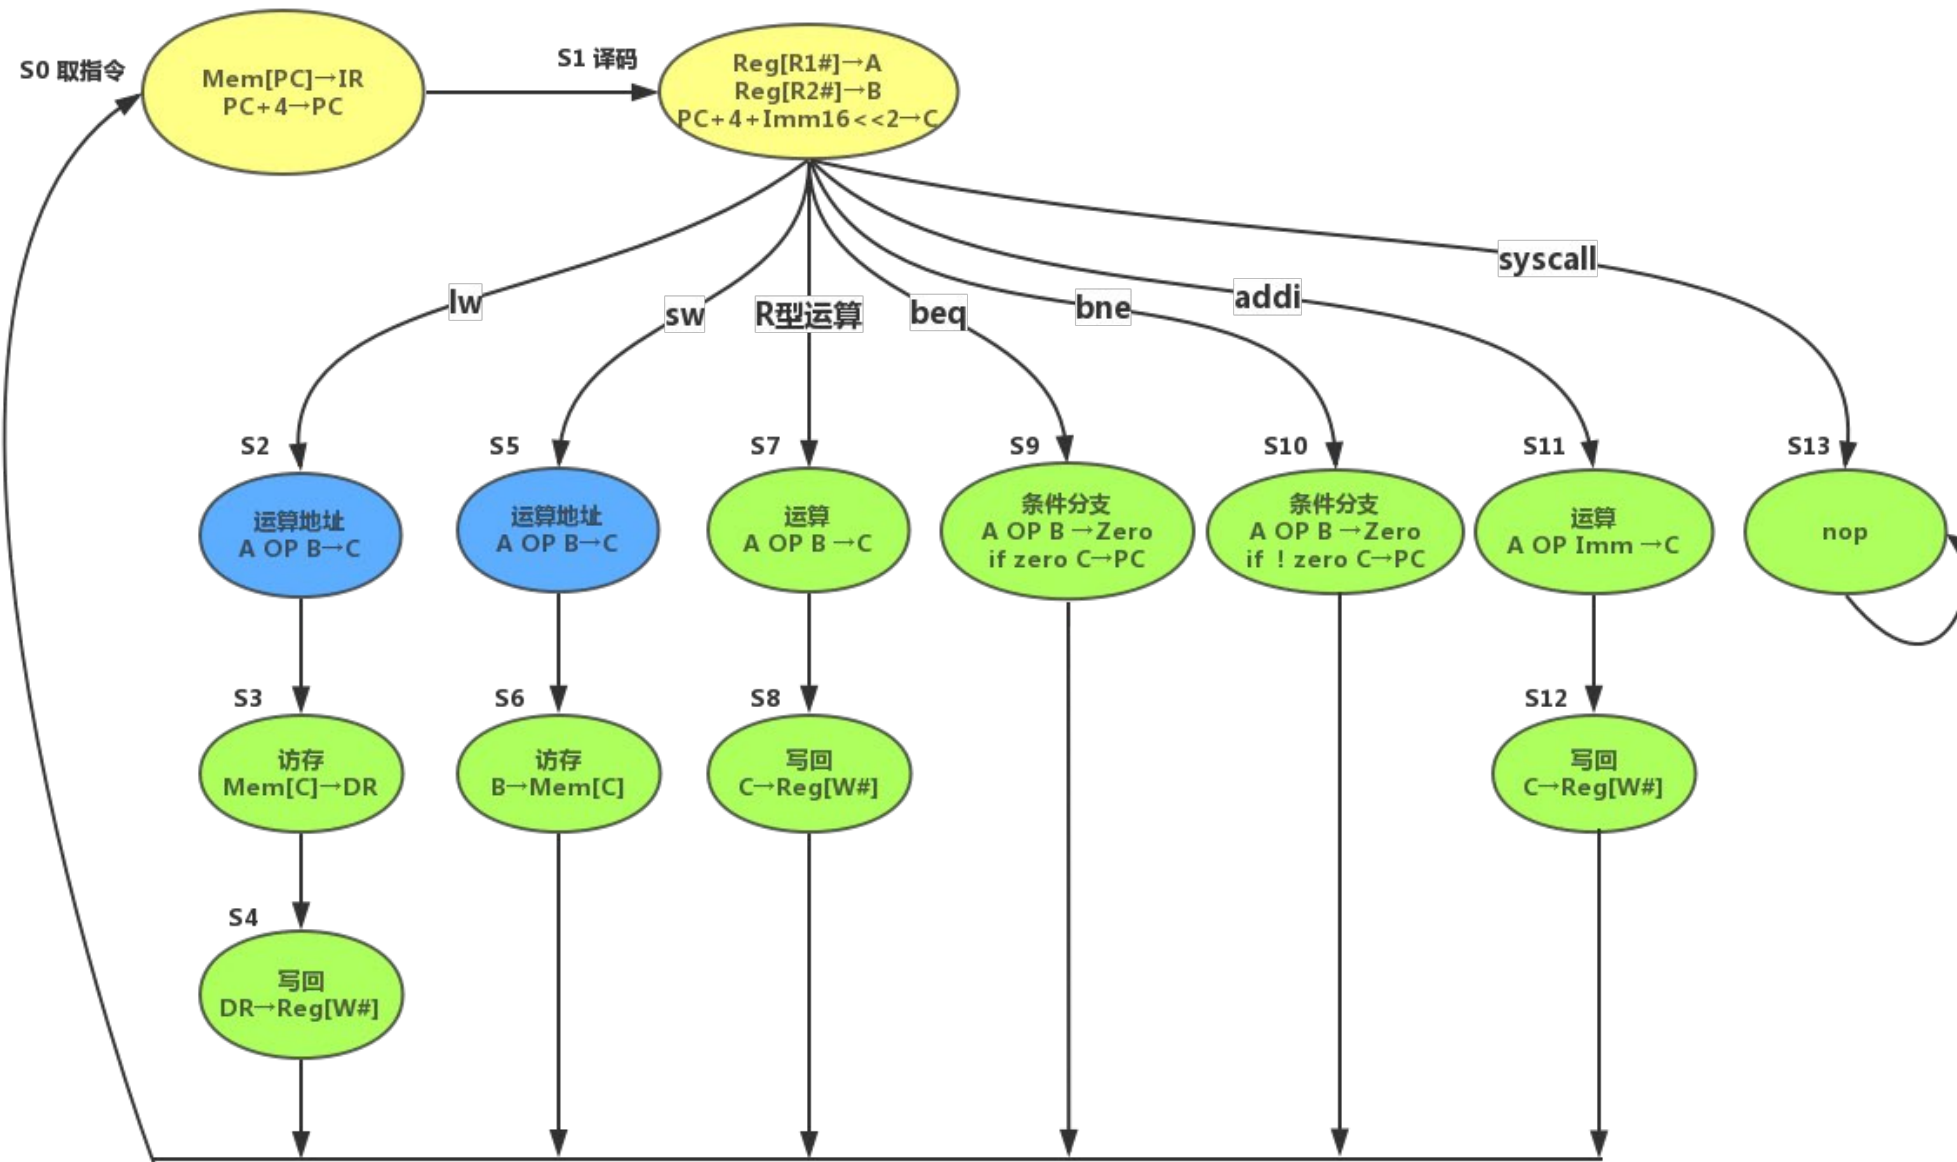 S0 取指令
Mem[PC]→IR
PC+4→PC
S1 译码
Reg[R1#]→A
Reg[R2#]→B
PC+4+Imm16<<2→C
lw
sw
R型运算
beq
bne
addi
syscall
S2
运算地址
A OP B→C
S5
运算地址
A OP B→C
S7
运算
A OP B →C
S9
条件分支
A OP B →Zero
if zero C→PC
S10
条件分支
A OP B →Zero
if ! zero C→PC
S11
运算
A OP Imm →C
S13
nop
S3
访存
Mem[C]→DR
S6
访存
B→Mem[C]
S8
写回
C→Reg[W#]
S12
写回
C→Reg[W#]
S4
写回
DR→Reg[W#]